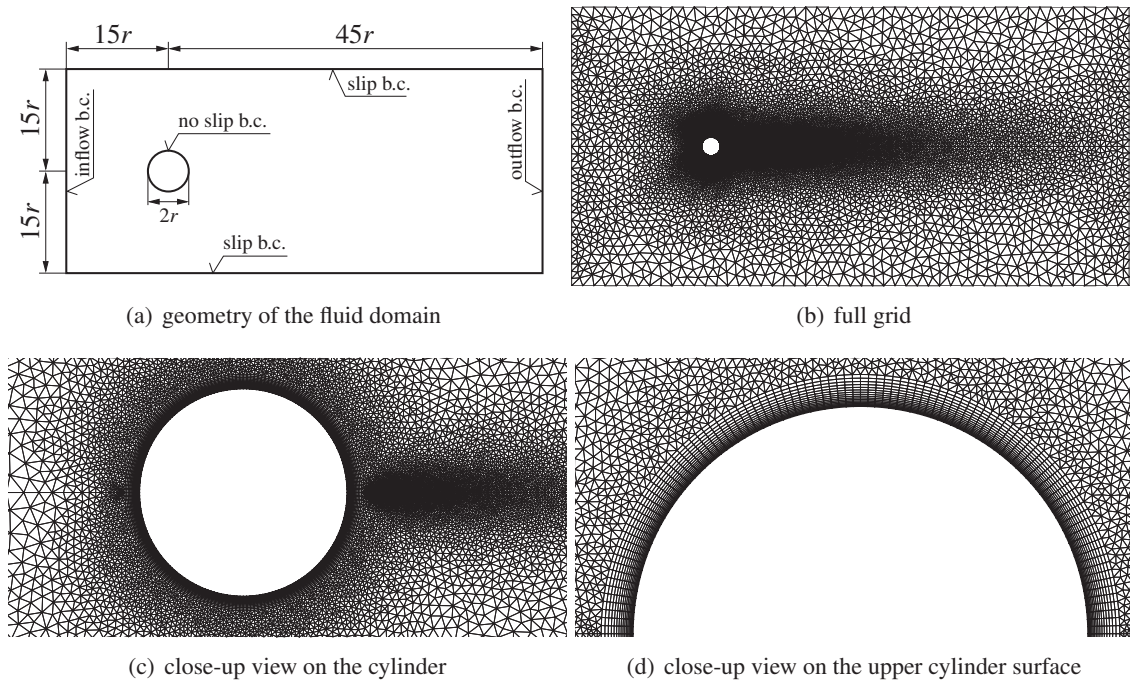 15r
45r
slip b.c.
15r
inflow b.c.
no slip b.c.
outflow b.c.
2r
15r
slip b.c.
(a) geometry of the fluid domain
(b) full grid
(c) close-up view on the cylinder
(d) close-up view on the upper cylinder surface